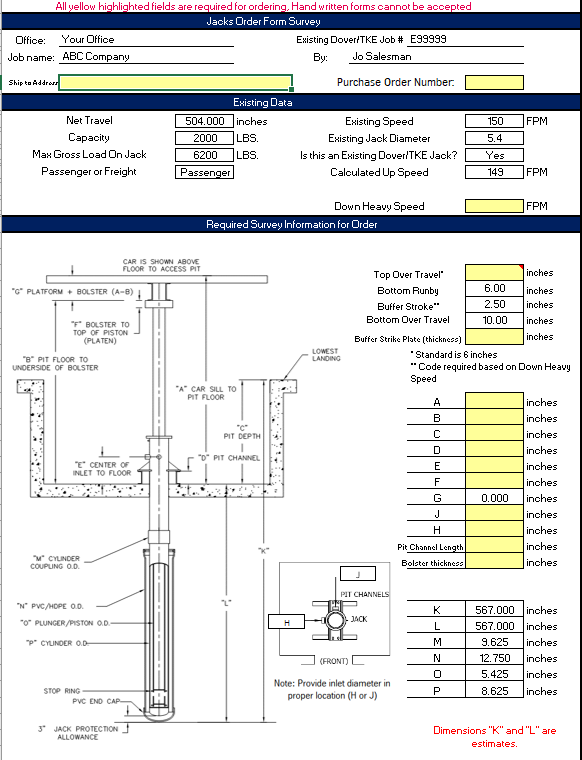 All yellow highlighted fields are required for ordering, Hand written forms cannot be accepted
Jacks Order Form Survey
Office: Your Office Existing Dover/TKE Job # E99999
Job name: ABC Company By: Jo Salesman
Ship to Address Purchase Order Number:
Existing Data
Net Travel 504.000 inches Existing Speed 150 FPM
Capacity 2000 LBS. Existing Jack Diameter 5.4
Max Gross Load On Jack 6200 LBS. Is this an Existing Dover/TKE Jack? Yes
Passenger or Freight Passenger Calculated Up Speed 149 FPM
Down Heavy Speed FPM
Required Survey Information for Order
CAR IS SHOWN ABOVE
FLOOR TO ACCESS PIT
"G" PLATFORM + BOLSTER (A-B)
"F" BOLSTER TO
TOP OF PISTON
(PLATEN)
"B" PIT FLOOR TO
UNDERSIDE OF BOLSTER
LOWEST
LANDING
"A" CAR SILL TO
PIT FLOOR
"C"
PIT DEPTH
"D" PIT CHANNEL
"E" CENTER OF
INLET TO FLOOR
"K"
"M" CYLINDER
COUPLING O.D.
"L"
"N" PVC/HDPE O.D.
"O" PLUNGER/PISTON O.D.
"P" CYLINDER O.D.
STOP RING
PVC END CAP
3" JACK PROTECTION
ALLOWANCE
J
PIT CHANNELS
H
JACK
(FRONT)
Note: Provide inlet diameter in
proper location (H or J)
Top Over Travel* inches
Bottom Runby 6.00 inches
Buffer Stroke** 2.50 inches
Bottom Over Travel 10.00 inches
Buffer Strike Plate (thickness) inches
* Standard is 6 inches
** Code required based on Down Heavy
Speed
A inches
B inches
C inches
D inches
E inches
F inches
G 0.000 inches
J inches
H inches
Pit Channel Length inches
Bolster thickness inches
K 567.000 inches
L 567.000 inches
M 9.625 inches
N 12.750 inches
O 5.425 inches
P 8.625 inches
Dimensions "K" and "L" are
estimates.